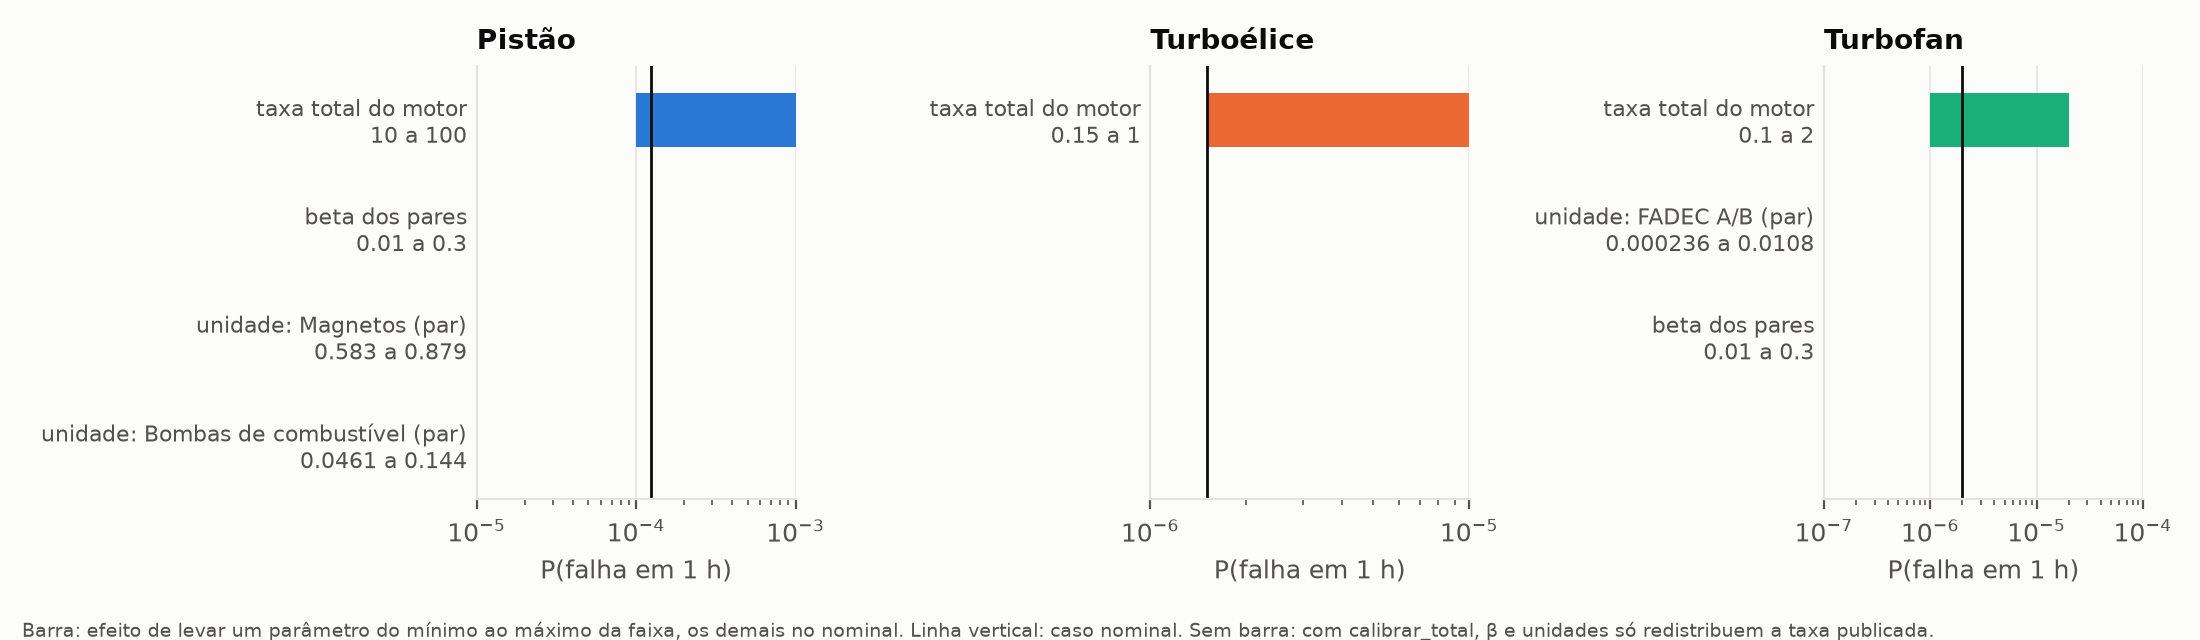 Pistão
taxa total do motor
10 a 100
beta dos pares
0.01 a 0.3
unidade: Magnetos (par)
0.583 a 0.879
unidade: Bombas de combustível (par)
0.0461 a 0.144
10⁻⁵ 10⁻⁴ 10⁻³
P(falha em 1 h)
Turboélice
taxa total do motor
0.15 a 1
10⁻⁶ 10⁻⁵
P(falha em 1 h)
Turbofan
taxa total do motor
0.1 a 2
unidade: FADEC A/B (par)
0.000236 a 0.0108
beta dos pares
0.01 a 0.3
10⁻⁷ 10⁻⁶ 10⁻⁵ 10⁻⁴
P(falha em 1 h)
Barra: efeito de levar um parâmetro do mínimo ao máximo da faixa, os demais no nominal. Linha vertical: caso nominal. Sem barra: com calibrar_total, β e unidades só redistribuem a taxa publicada.